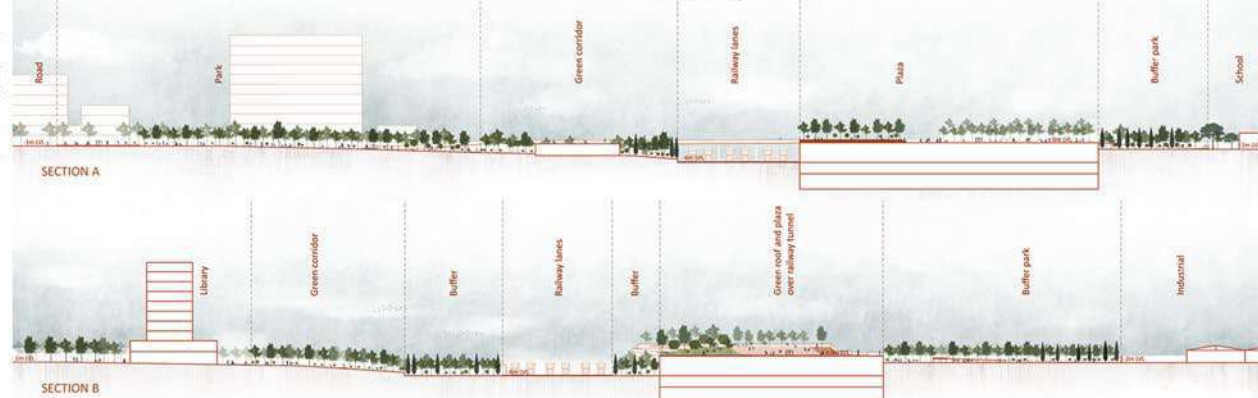 Road
Park
Green corridor
Railway lanes
Plaza
Buffer park
School
SECTION A
Library
Green corridor
Buffer
Railway lanes
Buffer
Green roof and plaza
over railway tunnel
Buffer park
Industrial
SECTION B